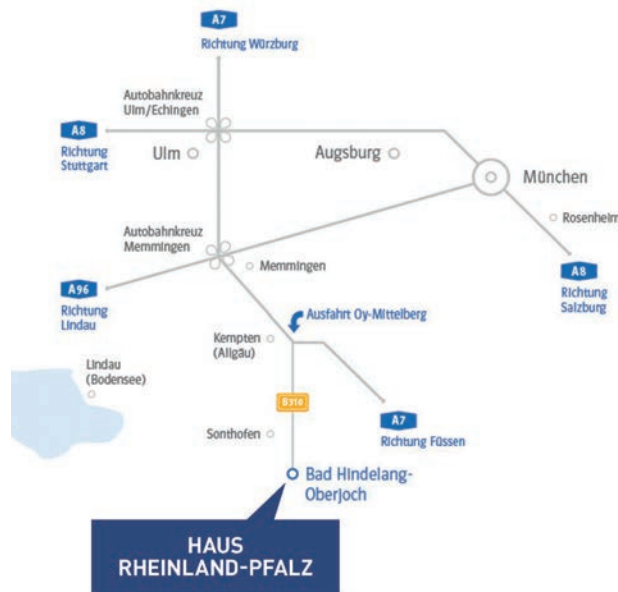 A7
Richtung Würzburg
Autobahnkreuz
Ulm/Echingen
A8
Richtung
Stuttgart
Ulm
Augsburg
München
Rosenheim
Autobahnkreuz
Memmingen
Memmingen
A96
Richtung
Lindau
A8
Richtung
Salzburg
Ausfahrt Oy-Mittelberg
Kempten
(Allgäu)
Lindau
(Bodensee)
B310
A7
Richtung Füssen
Sonthofen
Bad Hindelang-
Oberjoch
HAUS
RHEINLAND-PFALZ